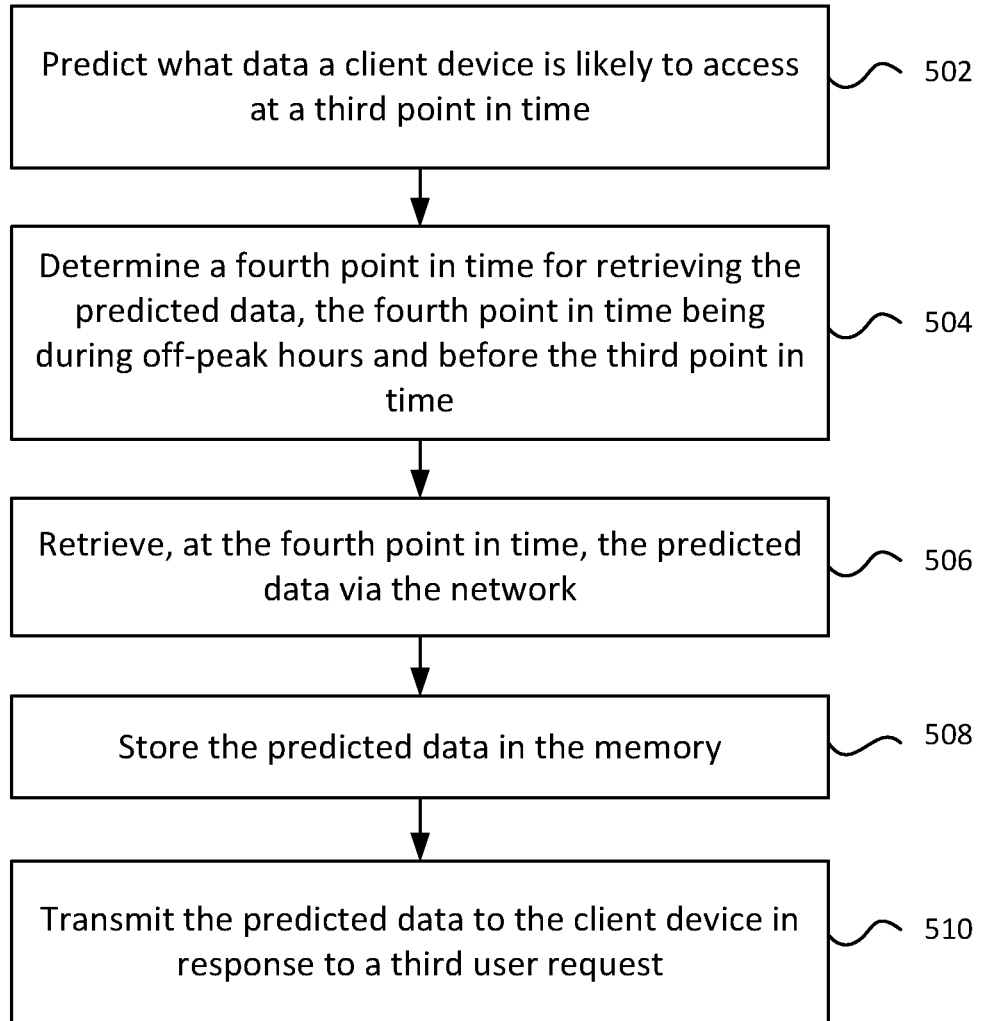 Predict what data a client device is likely to access
at a third point in time
502
Determine a fourth point in time for retrieving the
predicted data, the fourth point in time being
during off-peak hours and before the third point in
time
504
Retrieve, at the fourth point in time, the predicted
data via the network
506
Store the predicted data in the memory
508
Transmit the predicted data to the client device in
response to a third user request
510